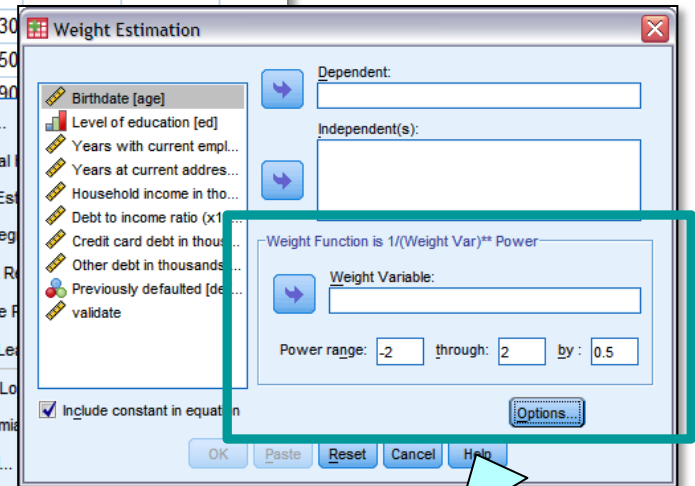 30
50
90
Weight Estimation
Birthdate [age]
Level of education [ed]
Years with current empl...
Years at current addres...
Household income in tho...
Debt to income ratio (x1
Credit card debt in thous...
Other debt in thousands
Previously defaulted [de
validate
Include constant in equation
Dependent:
Independent(s):
Weight Function is 1/(Weight Var)** Power
Weight Variable:
Power range: -2 through: 2 by : 0.5
Options...
OK Paste Reset Cancel Help